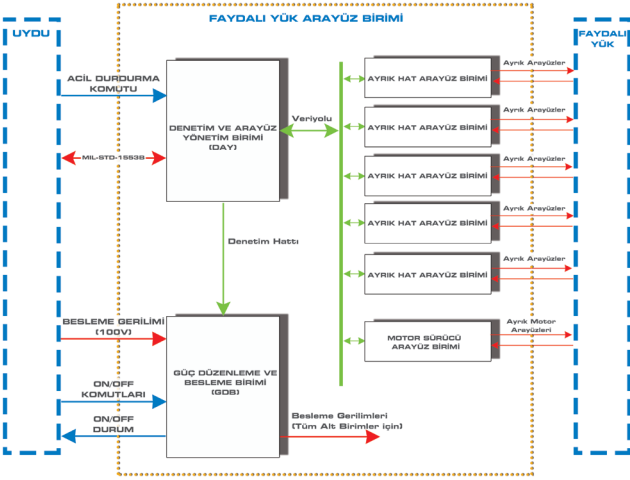 FAYDALI YÜK ARAYÜZ BİRİMİ
UYDU
FAYDALI
YÜK
ACİL DURDURMA
KOMUTU
DENETİM VE ARAYÜZ
YÖNETİM BİRİMİ
(DAY)
MIL-STD-1553B
Veriyolu
Denetim Hattı
AYRIK HAT ARAYÜZ BİRİMİ
Ayrık Arayüzler
AYRIK HAT ARAYÜZ BİRİMİ
Ayrık Arayüzler
AYRIK HAT ARAYÜZ BİRİMİ
Ayrık Arayüzler
AYRIK HAT ARAYÜZ BİRİMİ
Ayrık Arayüzler
AYRIK HAT ARAYÜZ BİRİMİ
Ayrık Arayüzler
MOTOR SÜRÜCÜ
ARAYÜZ BİRİMİ
Ayrık Motor
Arayüzleri
BESLEME GERİLİMİ
(100V)
GÜÇ DÜZENLEME VE
BESLEME BİRİMİ
(GDB)
ON/OFF
KOMUTLARI
ON/OFF
DURUM
Besleme Gerilimleri
(Tüm Alt Birimler için)